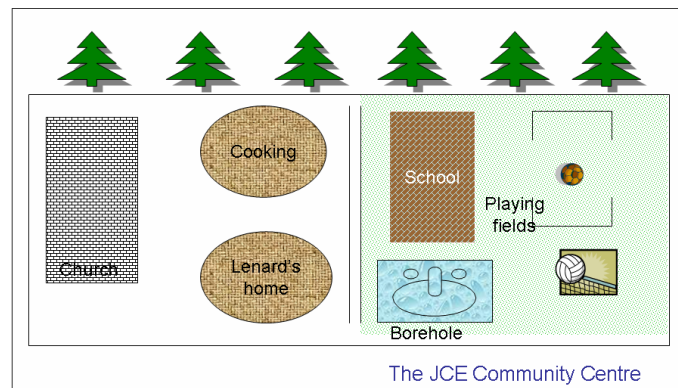 Cooking
School
Playing
fields
Church
Lenard's
home
Borehole
The JCE Community Centre